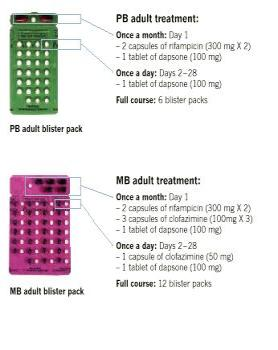 PB adult treatment:
Once a month: Day 1
– 2 capsules of rifampicin (300 mg X 2)
– 1 tablet of dapsone (100 mg)
Once a day: Days 2–28
– 1 tablet of dapsone (100 mg)
Full course: 6 blister packs
PB adult blister pack
MB adult treatment:
Once a month: Day 1
– 2 capsules of rifampicin (300 mg X 2)
– 3 capsules of clofazimine (100mg X 3)
– 1 tablet of dapsone (100 mg)
Once a day: Days 2–28
– 1 capsule of clofazimine (50 mg)
– 1 tablet of dapsone (100 mg)
Full course: 12 blister packs
MB adult blister pack